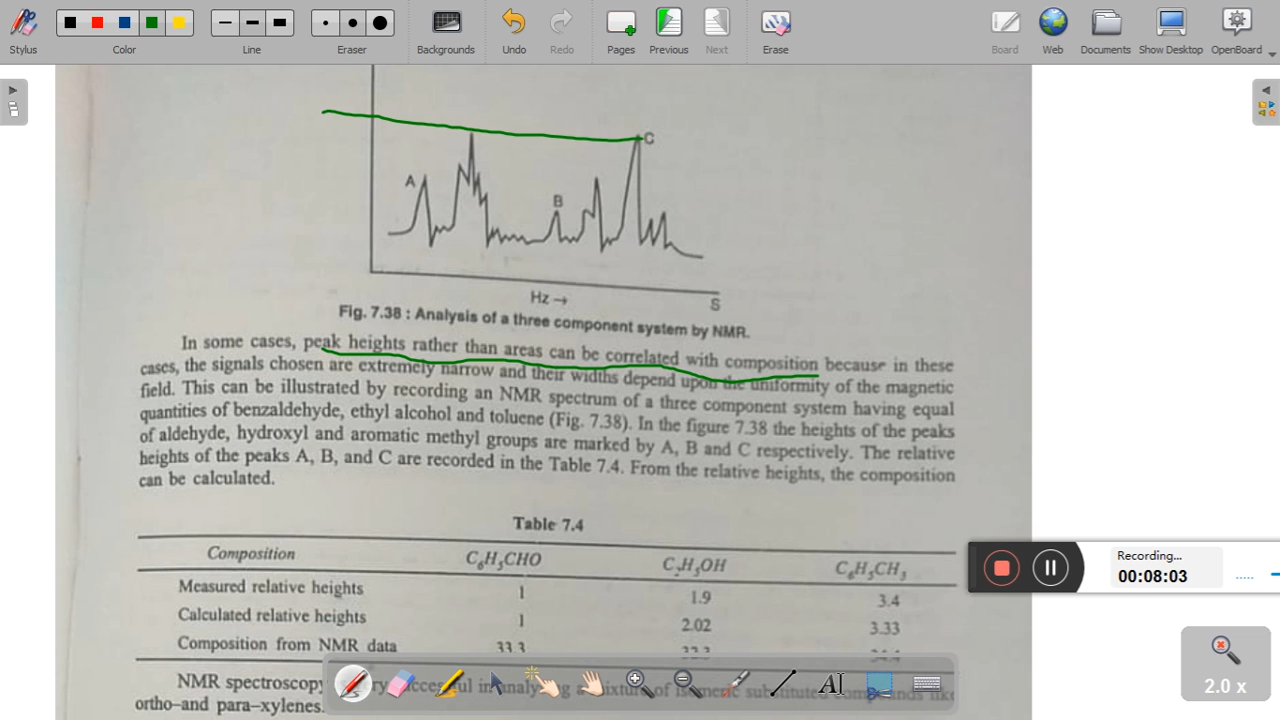 Stylus
Color
Line
Eraser
Backgrounds
Undo
Redo
Pages
Previous
Next
Erase
Board
Web
Documents
Show Desktop
OpenBoard
C
A
B
Hz →
S
Fig. 7.38 : Analysis of a three component system by NMR.
In some cases, peak heights rather than areas can be correlated with composition because in these
cases, the signals chosen are extremely narrow and their widths depend upon the uniformity of the magnetic
field. This can be illustrated by recording an NMR spectrum of a three component system having equal
quantities of benzaldehyde, ethyl alcohol and toluene (Fig. 7.38). In the figure 7.38 the heights of the peaks
of aldehyde, hydroxyl and aromatic methyl groups are marked by A, B and C respectively. The relative
heights of the peaks A, B, and C are recorded in the Table 7.4. From the relative heights, the composition
can be calculated.
Table 7.4
Composition C₆H₅CHO C₂H₅OH C₆H₅CH₃
Measured relative heights 1 1.9 3.4
Calculated relative heights 1 2.02 3.33
Composition from NMR data 33.3
NMR spectroscopy in analysing mixture of isomeric substituted compounds like
ortho-and para-xylenes.
Recording...
00:08:03
2.0 x